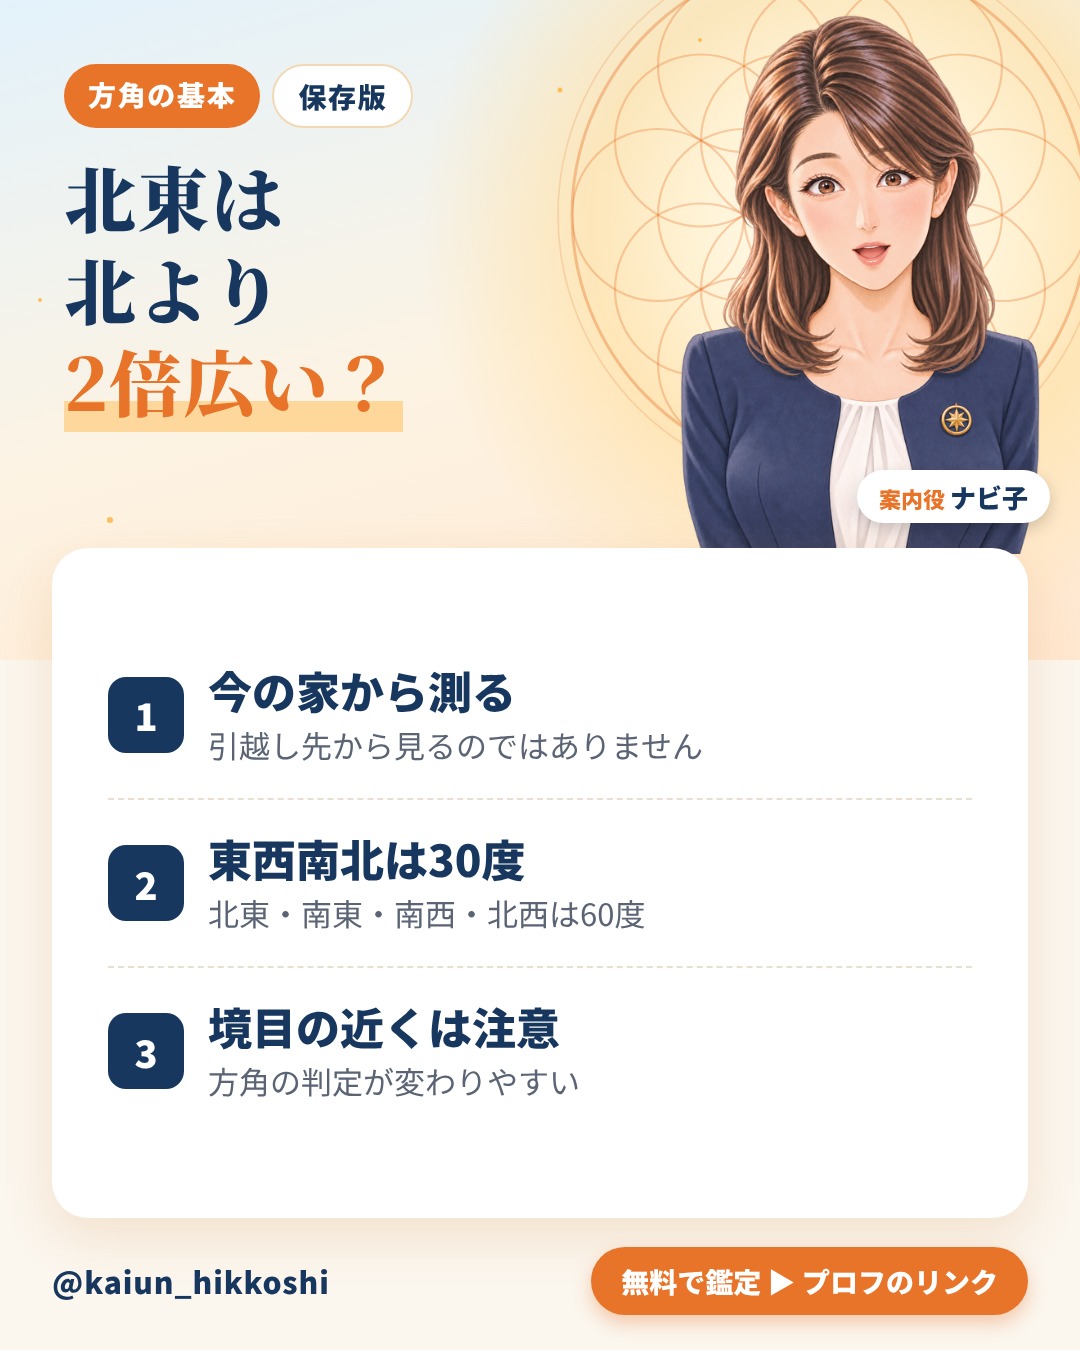 方角の基本
保存版
北東は
北より
2倍広い？
案内役 ナビ子
1
今の家から測る
引越し先から見るのではありません
2
東西南北は30度
北東・南東・南西・北西は60度
3
境目の近くは注意
方角の判定が変わりやすい
@kaiun_hikkoshi
無料で鑑定 ▶ プロフのリンク